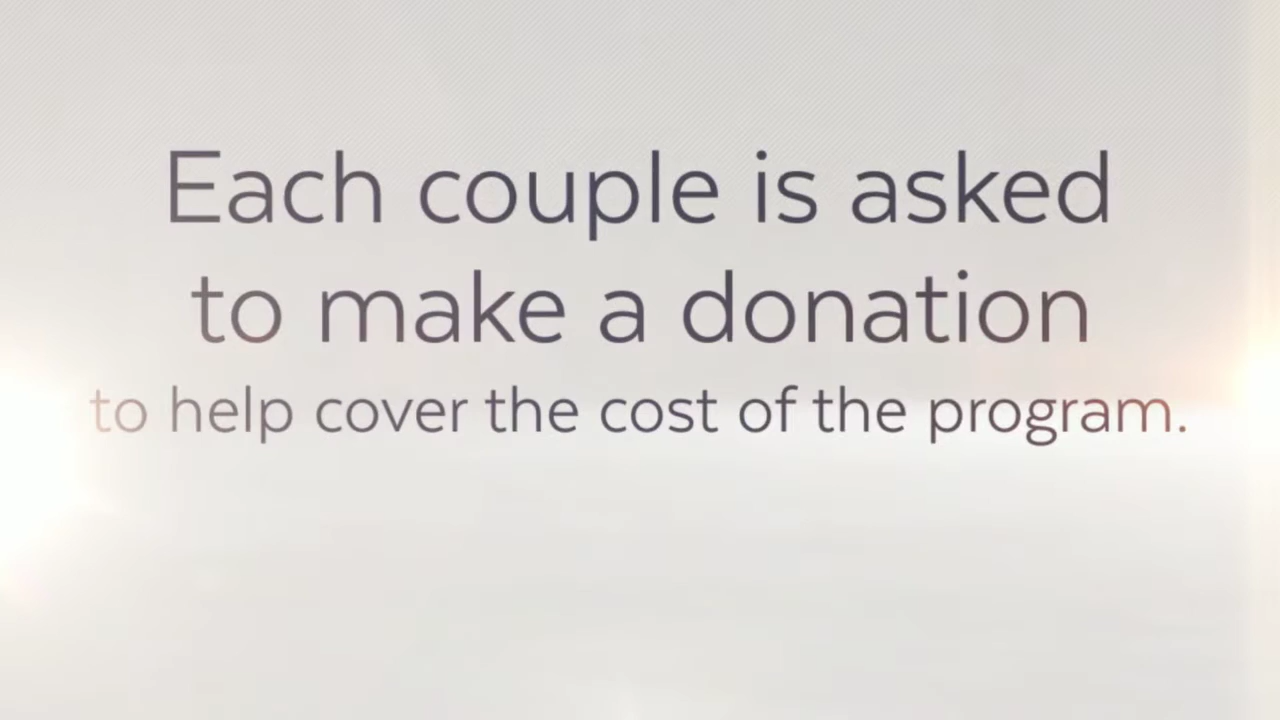 Each couple is asked
to make a donation
to help cover the cost of the program.